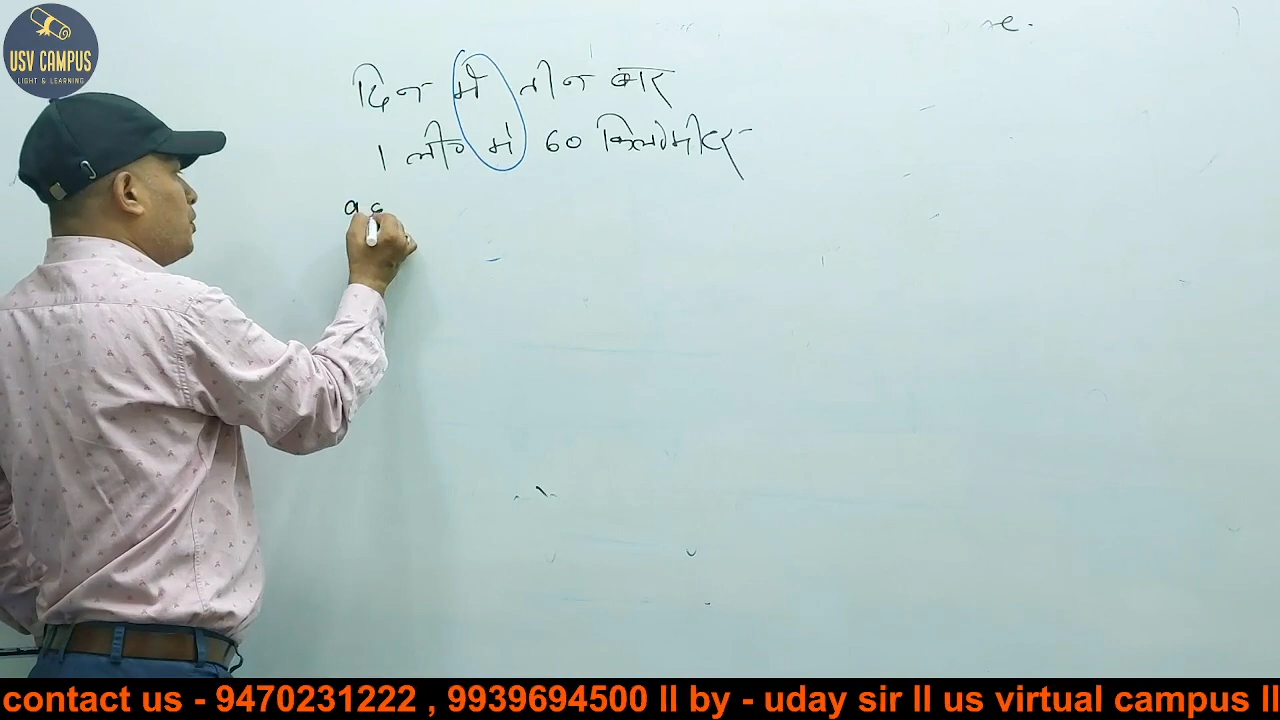 USV CAMPUS
LIGHT & LEARNING
दिन में तीन बार
1 लीटर में 60 किलोमीटर
a
contact us - 9470231222 , 9939694500 ll by - uday sir ll us virtual campus ll